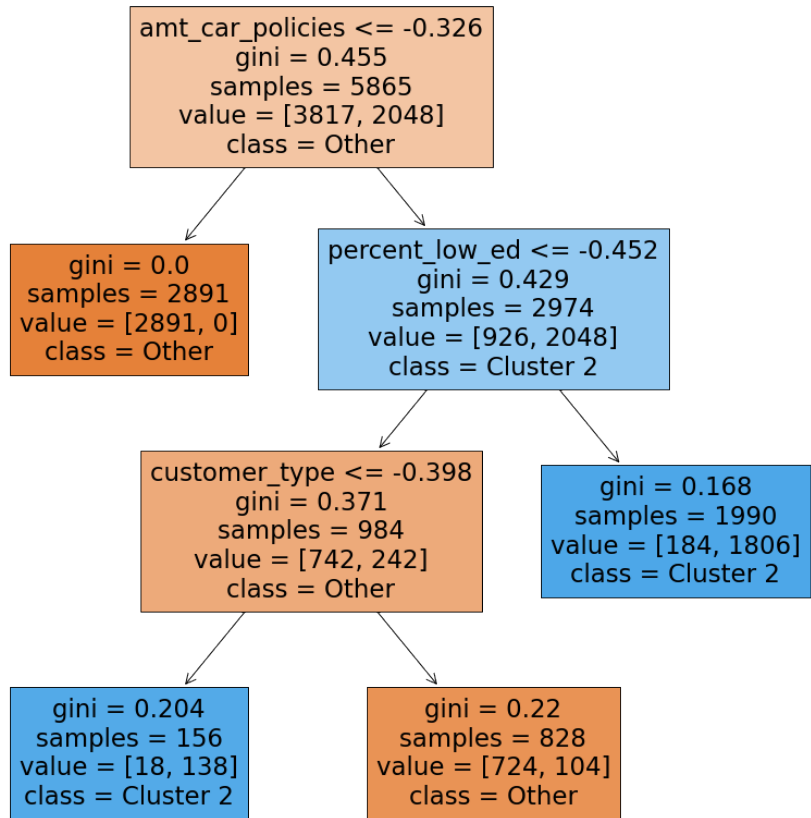 amt_car_policies <= -0.326
gini = 0.455
samples = 5865
value = [3817, 2048]
class = Other
gini = 0.0
samples = 2891
value = [2891, 0]
class = Other
percent_low_ed <= -0.452
gini = 0.429
samples = 2974
value = [926, 2048]
class = Cluster 2
customer_type <= -0.398
gini = 0.371
samples = 984
value = [742, 242]
class = Other
gini = 0.168
samples = 1990
value = [184, 1806]
class = Cluster 2
gini = 0.204
samples = 156
value = [18, 138]
class = Cluster 2
gini = 0.22
samples = 828
value = [724, 104]
class = Other